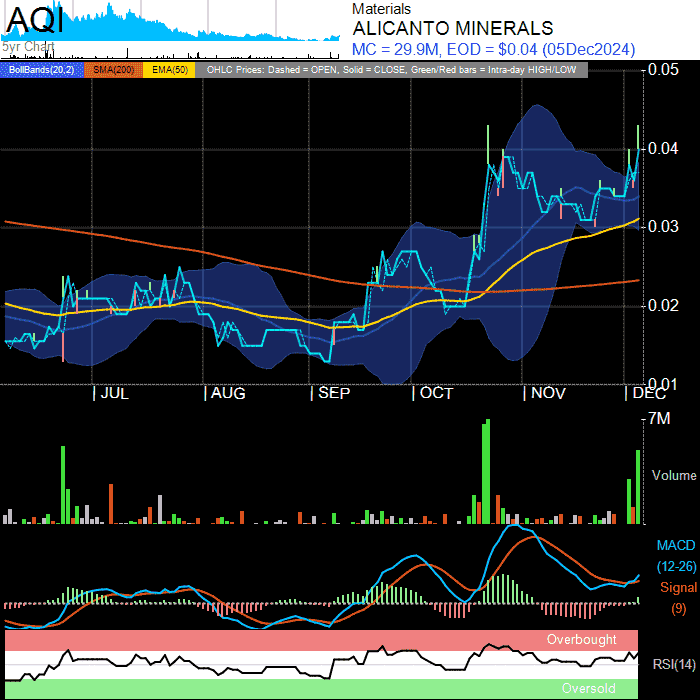 AQI
5yr Chart
Materials
ALICANTO MINERALS
MC = 29.9M, EOD = $0.04 (05Dec2024)
BollBands(20,2) SMA(200) EMA(50) OHLC Prices: Dashed = OPEN, Solid = CLOSE, Green/Red bars = Intra-day HIGH/LOW
0.05
0.04
0.03
0.02
0.01
| JUL | AUG | SEP | OCT | NOV | DEC
7M
Volume
MACD
(12-26)
Signal
(9)
Overbought
RSI(14)
Oversold